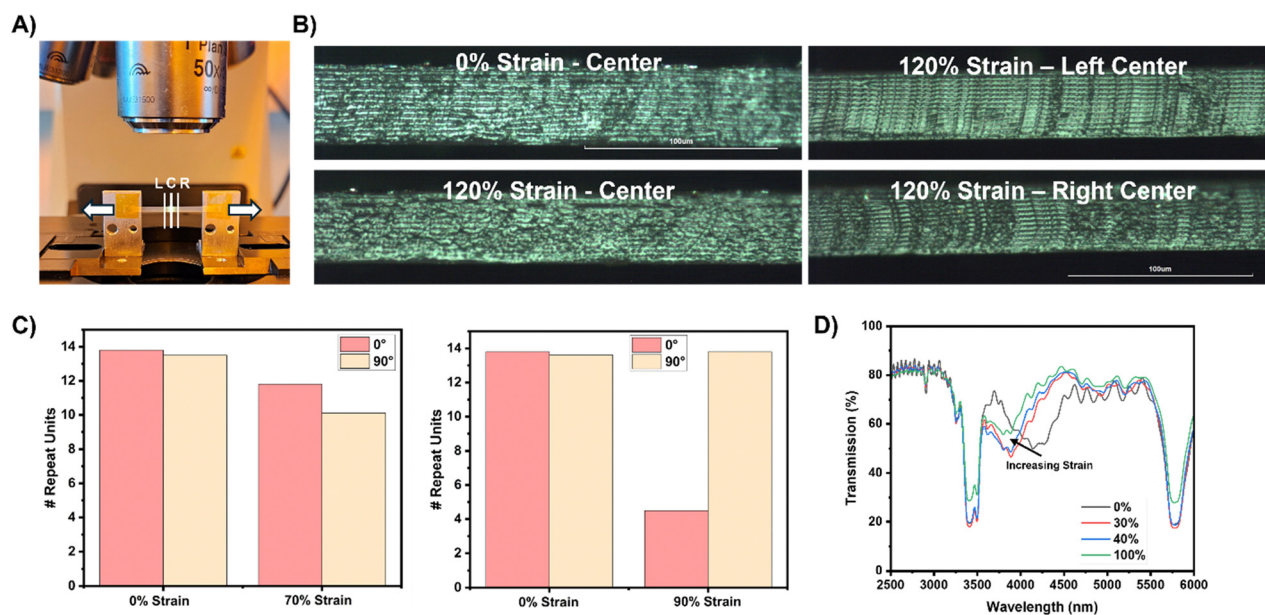 A)
Plan
50x
∞/0
L C R
B)
0% Strain - Center
100um
120% Strain – Left Center
120% Strain - Center
120% Strain – Right Center
100um
C)
# Repeat Units
14
12
10
8
6
4
2
0
0°
90°
0% Strain
70% Strain
# Repeat Units
14
12
10
8
6
4
2
0
0°
90°
0% Strain
90% Strain
D)
Transmission (%)
100
80
60
40
20
0
Increasing Strain
0%
30%
40%
100%
2500 3000 3500 4000 4500 5000 5500 6000
Wavelength (nm)